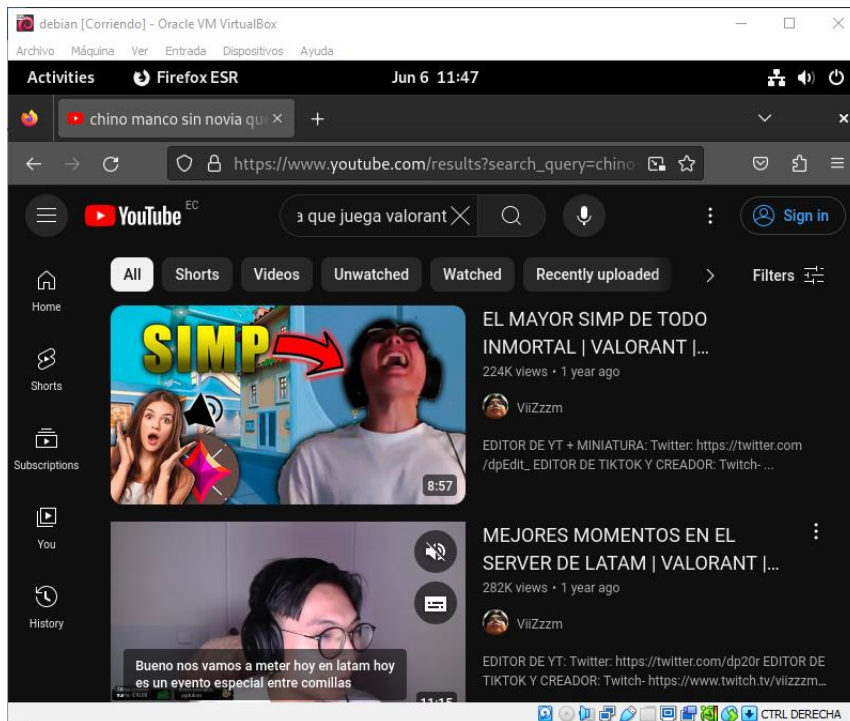 debian [Corriendo] - Oracle VM VirtualBox
Archivo Máquina Ver Entrada Dispositivos Ayuda
Activities Firefox ESR Jun 6 11:47
chino manco sin novia qu
https://www.youtube.com/results?search_query=chino
YouTube EC
a que juega valorant
Sign in
All Shorts Videos Unwatched Watched Recently uploaded Filters
Home
Shorts
Subscriptions
You
History
SIMP
8:57
EL MAYOR SIMP DE TODO
INMORTAL | VALORANT |...
224K views • 1 year ago
ViiZzzm
EDITOR DE YT + MINIATURA: Twitter: https://twitter.com
/dpEdit_ EDITOR DE TIKTOK Y CREADOR: Twitch- ...
Bueno nos vamos a meter hoy en latam hoy
es un evento especial entre comillas
11:15
MEJORES MOMENTOS EN EL
SERVER DE LATAM | VALORANT |...
282K views • 1 year ago
ViiZzzm
EDITOR DE YT: Twitter: https://twitter.com/dp20r EDITOR DE
TIKTOK Y CREADOR: Twitch- https://www.twitch.tv/viizzzm...
CTRL DERECHA